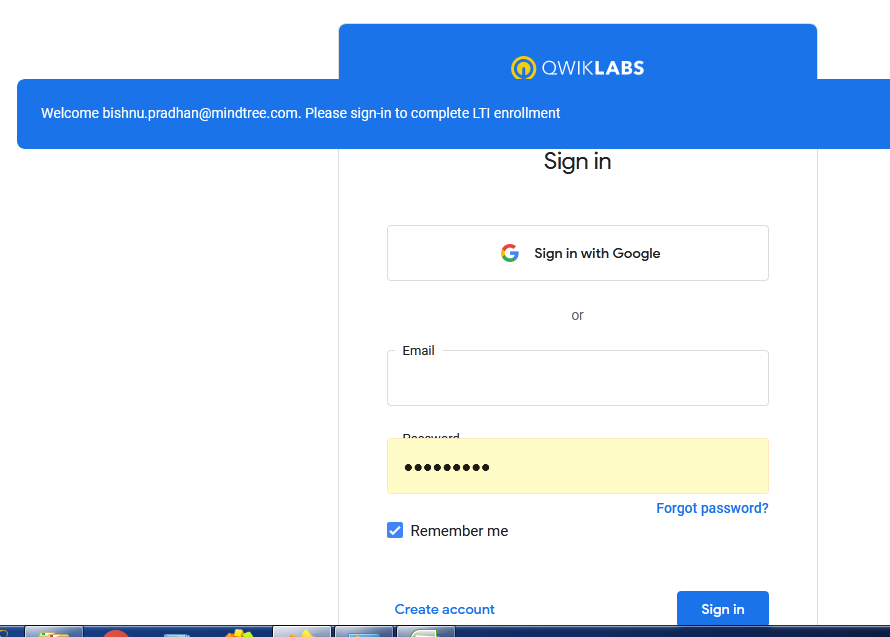 QWIKLABS
Welcome bishnu.pradhan@mindtree.com. Please sign-in to complete LTI enrollment
Sign in
Sign in with Google
or
Email
Password
Forgot password?
Remember me
Create account
Sign in